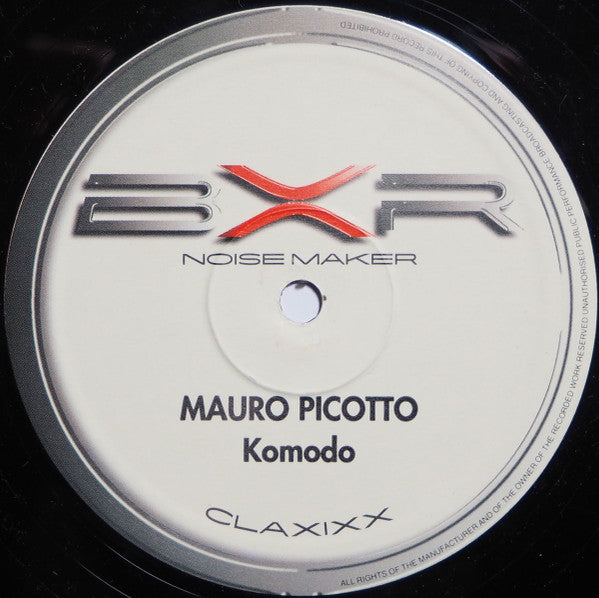 BXR
NOISE MAKER
MAURO PICOTTO
Komodo
CLAXIXX
ALL RIGHTS OF THE MANUFACTURER AND OF THE OWNER OF THE RECORDED WORK RESERVED UNAUTHORISED PUBLIC PERFORMANCE BROADCASTING AND COPYING OF THIS RECORD PROHIBITED